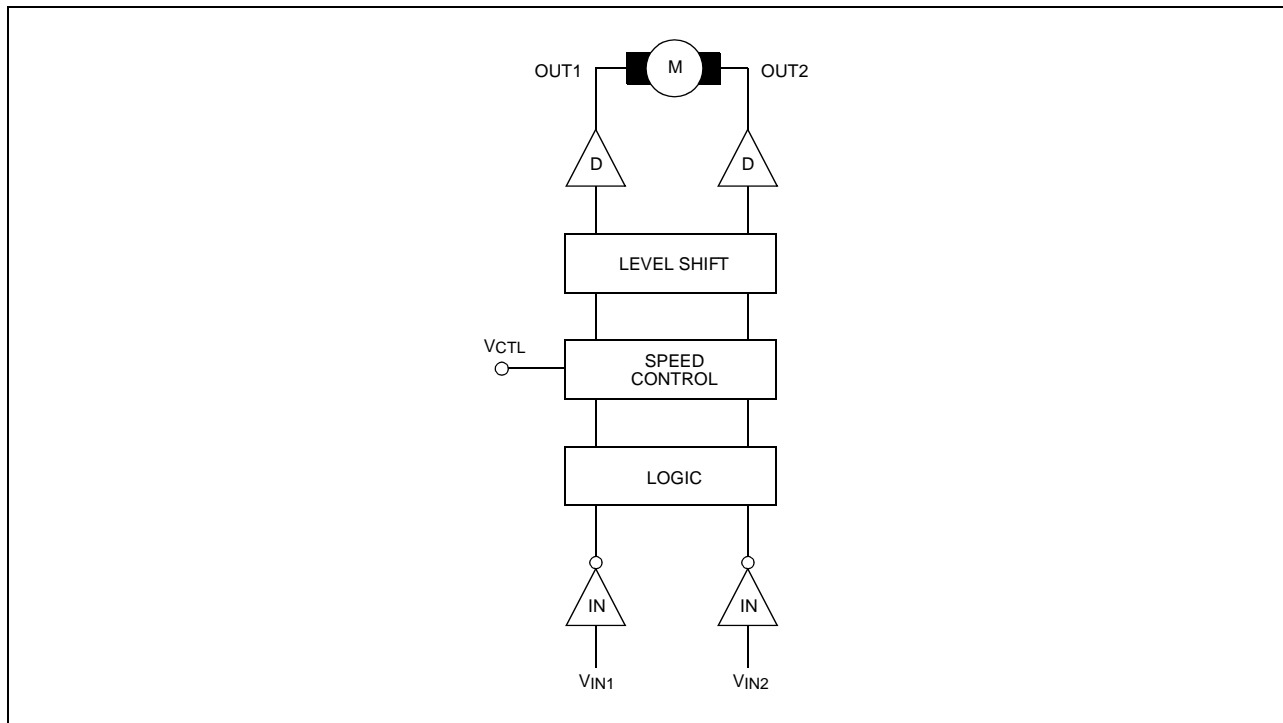 OUT1
M
OUT2
D
D
LEVEL SHIFT
VCTL
SPEED
CONTROL
LOGIC
IN
IN
VIN1
VIN2